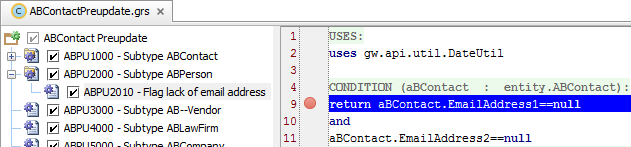 ABContactPreupdate.grs
ABContact Preupdate
ABPU1000 - Subtype ABContact
ABPU2000 - Subtype ABPerson
ABPU2010 - Flag lack of email address
ABPU3000 - Subtype AB--Vendor
ABPU4000 - Subtype ABLawFirm
ABPU5000 - Subtype ABCompany
1 USES:
2 uses gw.api.util.DateUtil
3
4 CONDITION (aBContact : entity.ABContact):
9 return aBContact.EmailAddress1==null
10 and
11 aBContact.EmailAddress2==null